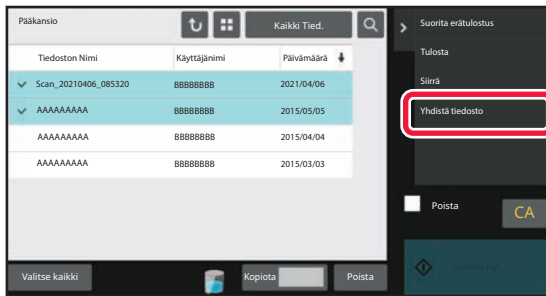 Pääkansio
Kaikki Tied.
Tiedoston Nimi Käyttäjänimi Päivämäärä
Scan_20210406_085320 BBBBBBBB 2021/04/06
AAAAAAAAA BBBBBBBB 2015/05/05
AAAAAAAAA BBBBBBBB 2015/04/04
AAAAAAAAA BBBBBBBB 2015/03/03
Valitse kaikki
Kopiota
Poista
Suorita erätulostus
Tulosta
Siirrä
Yhdistä tiedosto
Poista
CA
Tulosta nyt